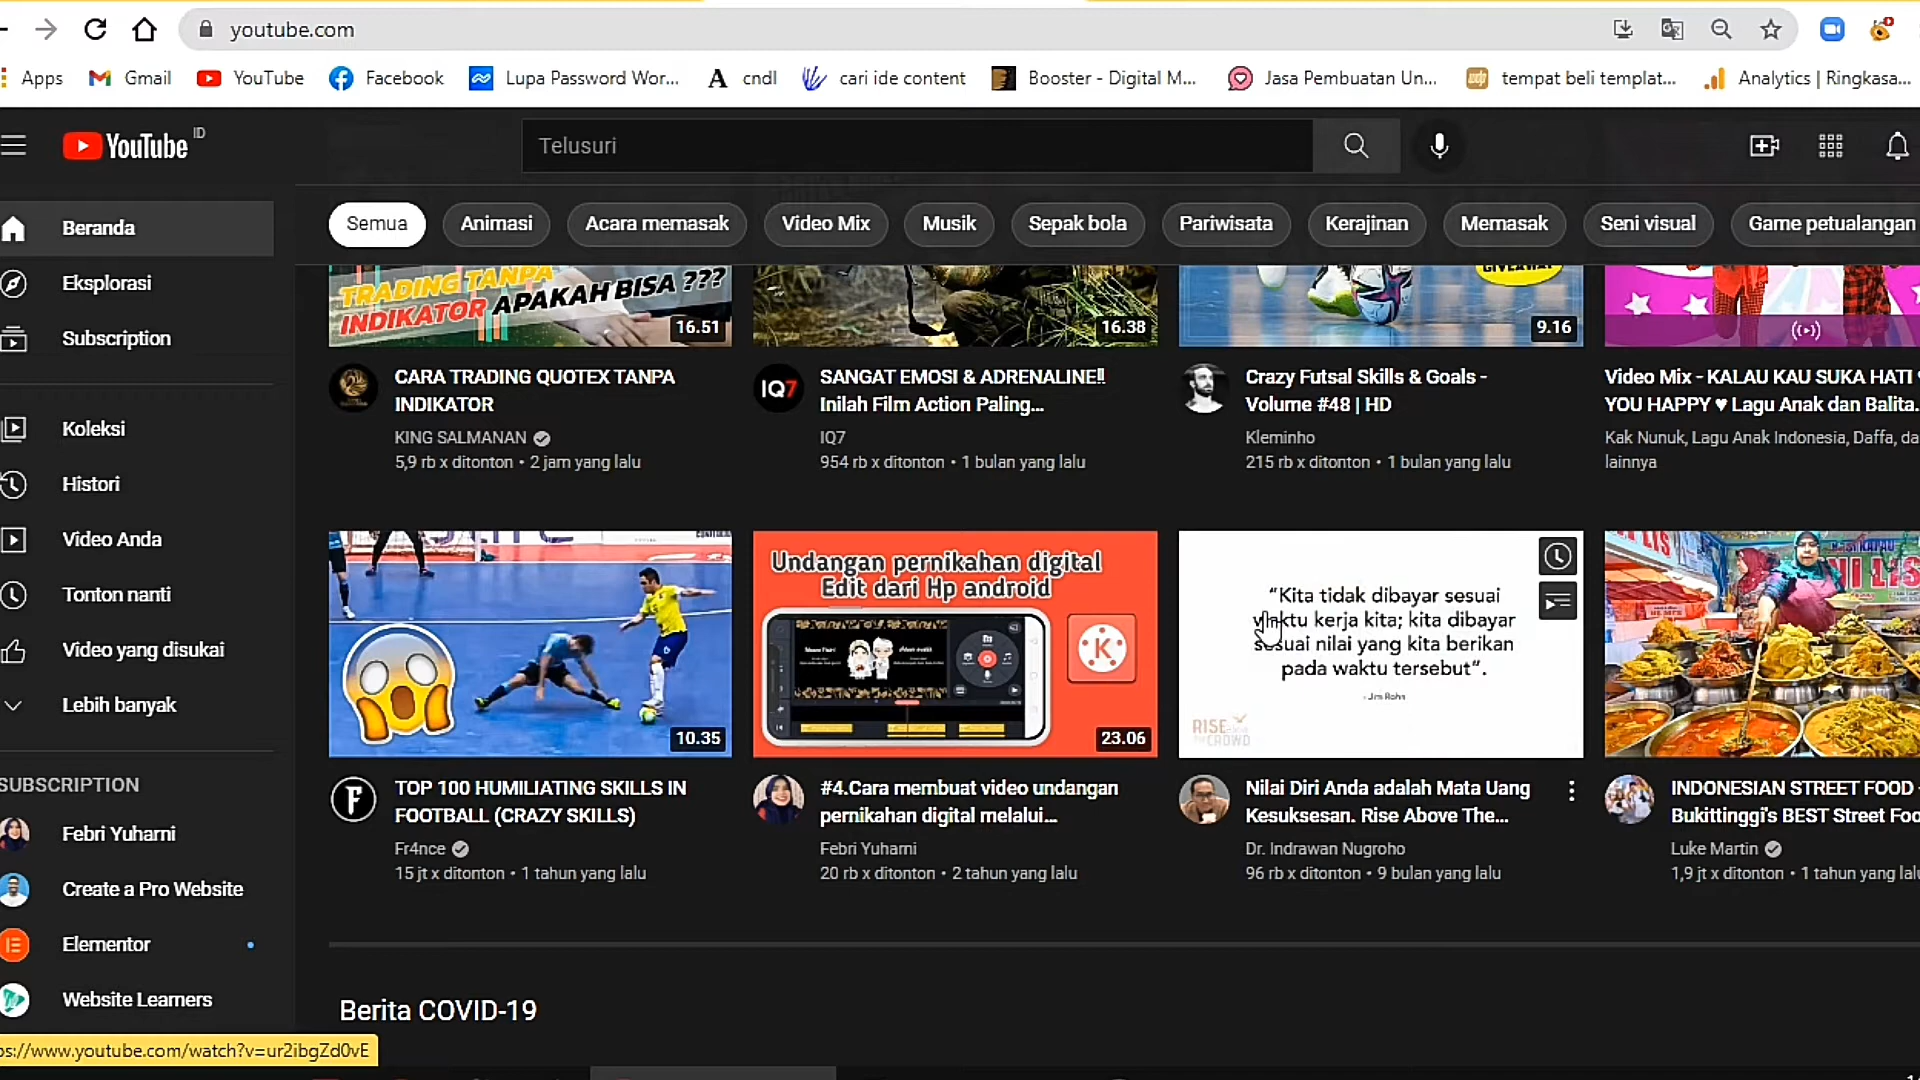 youtube.com
Apps
Gmail
YouTube
Facebook
Lupa Password Wor...
A cndl
cari ide content
Booster - Digital M...
Jasa Pembuatan Un...
tempat beli templat...
Analytics | Ringkasa...
YouTube ID
Telusuri
Semua
Animasi
Acara memasak
Video Mix
Musik
Sepak bola
Pariwisata
Kerajinan
Memasak
Seni visual
Game petualangan
Beranda
Eksplorasi
Subscription
Koleksi
Histori
Video Anda
Tonton nanti
Video yang disukai
Lebih banyak
SUBSCRIPTION
Febri Yuharni
Create a Pro Website
Elementor
Website Learners
TRADING TANPA
INDIKATOR APAKAH BISA ???
16.51
CARA TRADING QUOTEX TANPA
INDIKATOR
KING SALMANAN
5,9 rb x ditonton • 2 jam yang lalu
16.38
IQ7
SANGAT EMOSI & ADRENALINE!!
Inilah Film Action Paling...
IQ7
954 rb x ditonton • 1 bulan yang lalu
GIVEAWAY
9.16
Crazy Futsal Skills & Goals -
Volume #48 | HD
Kleminho
215 rb x ditonton • 1 bulan yang lalu
Video Mix - KALAU KAU SUKA HATI ♥
YOU HAPPY ♥ Lagu Anak dan Balita...
Kak Nunuk, Lagu Anak Indonesia, Daffa, da
lainnya
10.35
F
TOP 100 HUMILIATING SKILLS IN
FOOTBALL (CRAZY SKILLS)
Fr4nce
15 jt x ditonton • 1 tahun yang lalu
Undangan pernikahan digital
Edit dari Hp android
K
23.06
#4.Cara membuat video undangan
pernikahan digital melalui...
Febri Yuharni
20 rb x ditonton • 2 tahun yang lalu
“Kita tidak dibayar sesuai
waktu kerja kita; kita dibayar
sesuai nilai yang kita berikan
pada waktu tersebut“.
- Jim Rohn
RISE
THE CROWD
Nilai Diri Anda adalah Mata Uang
Kesuksesan. Rise Above The...
Dr. Indrawan Nugroho
96 rb x ditonton • 9 bulan yang lalu
INDONESIAN STREET FOOD -
Bukittinggi's BEST Street Foo
Luke Martin
1,9 jt x ditonton • 1 tahun yang lalu
Berita COVID-19
ps://www.youtube.com/watch?v=ur2ibgZd0vE